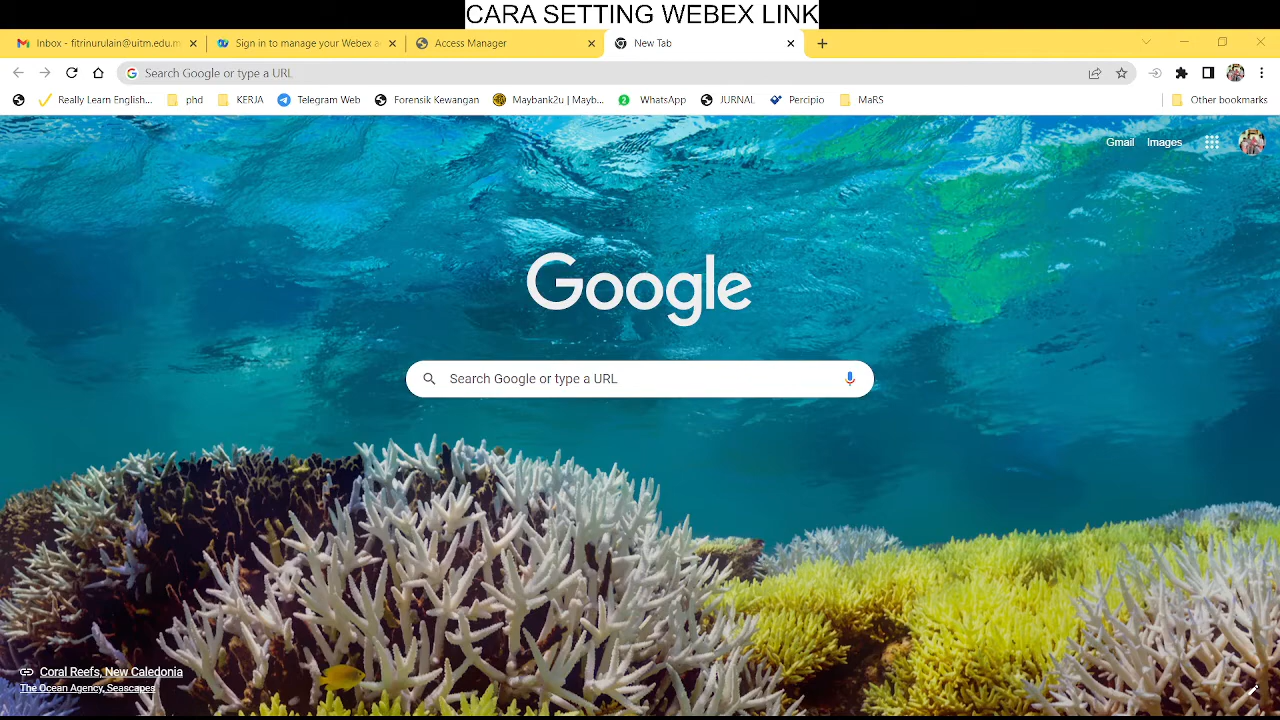 CARA SETTING WEBEX LINK
Inbox - fitrinurulain@uitm.edu.m
Sign in to manage your Webex a
Access Manager
New Tab
Search Google or type a URL
Really Learn English...
phd
KERJA
Telegram Web
Forensik Kewangan
Maybank2u | Mayb...
WhatsApp
JURNAL
Percipio
MaRS
Other bookmarks
Gmail
Images
Google
Search Google or type a URL
Coral Reefs, New Caledonia
The Ocean Agency, Seascapes